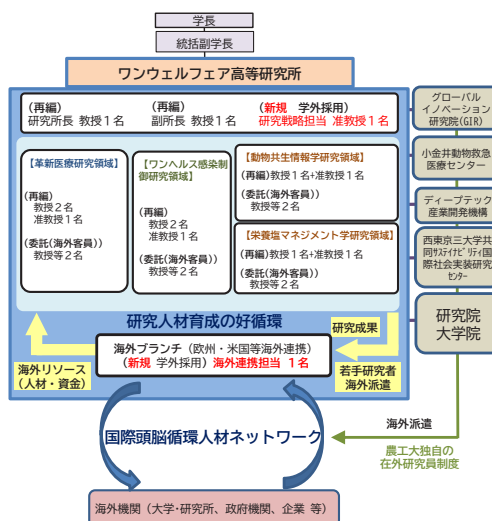 学長
統括副学長
ワンウェルフェア高等研究所
(再編)
研究所長 教授１名
(再編)
副所長 教授１名
(新規 学外採用)
研究戦略担当 准教授１名
【革新医療研究領域】
(再編)
教授２名
准教授１名
(委託(海外客員))
教授等２名
【ワンヘルス感染制
御研究領域】
(再編)
教授２名
准教授１名
(委託(海外客員))
教授等２名
【動物共生情報学研究領域】
(再編)教授１名+准教授１名
(委託(海外客員))
教授等２名
【栄養塩マネジメント学研究領域】
(再編)教授１名+准教授１名
(委託(海外客員))
教授等２名
研究人材育成の好循環
海外ブランチ（欧州・米国等海外連携）
(新規 学外採用) 海外連携担当 １名
海外リソース
（人材・資金）
研究成果
若手研究者
海外派遣
グローバル
イノベーション
研究院(GIR)
小金井動物救急
医療センター
ディープテック
産業開発機構
西東京三大学共
同ｻｽﾃｲﾅﾋﾞﾘﾃｨ国
際社会実装研究
ｾﾝﾀｰ
研究院
大学院
海外派遣
農工大独自の
在外研究員制度
国際頭脳循環人材ネットワーク
海外機関（大学・研究所、政府機関、企業 等）